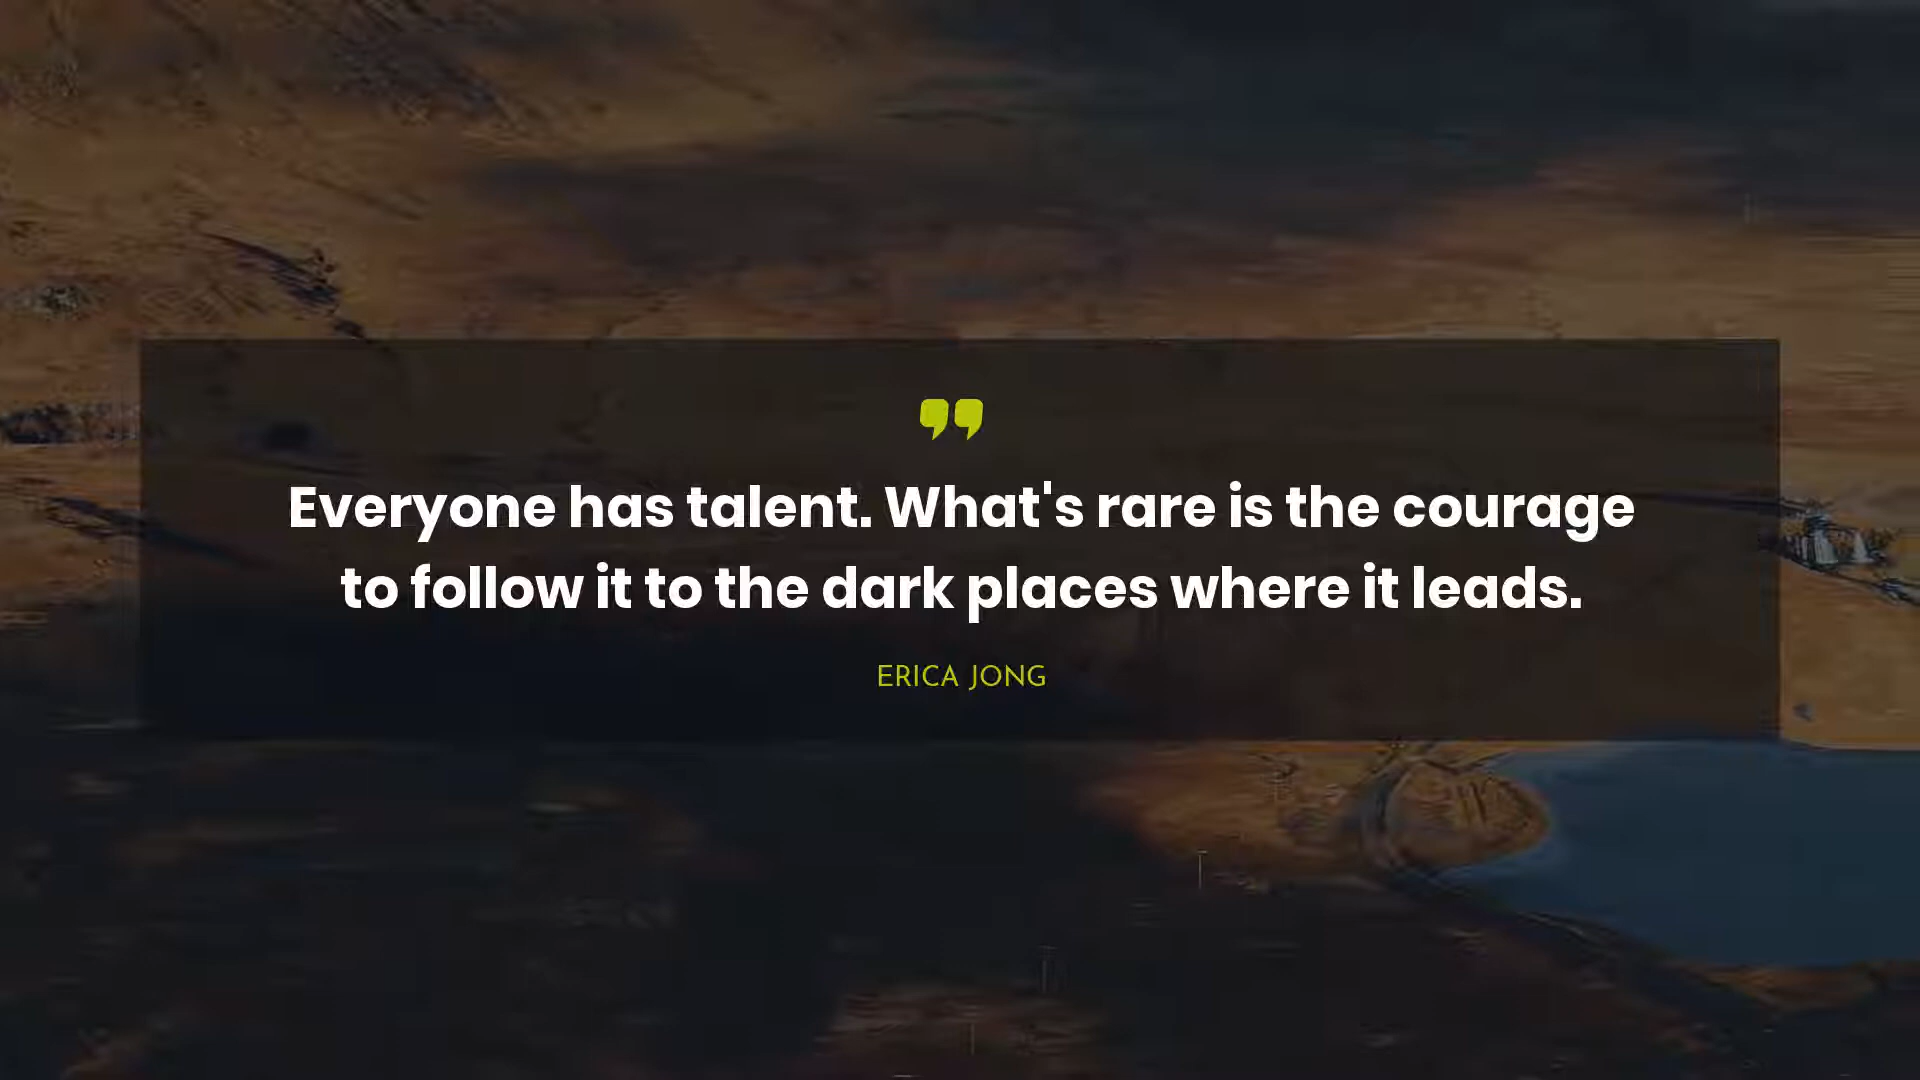 Everyone has talent. What's rare is the courage
to follow it to the dark places where it leads.
ERICA JONG